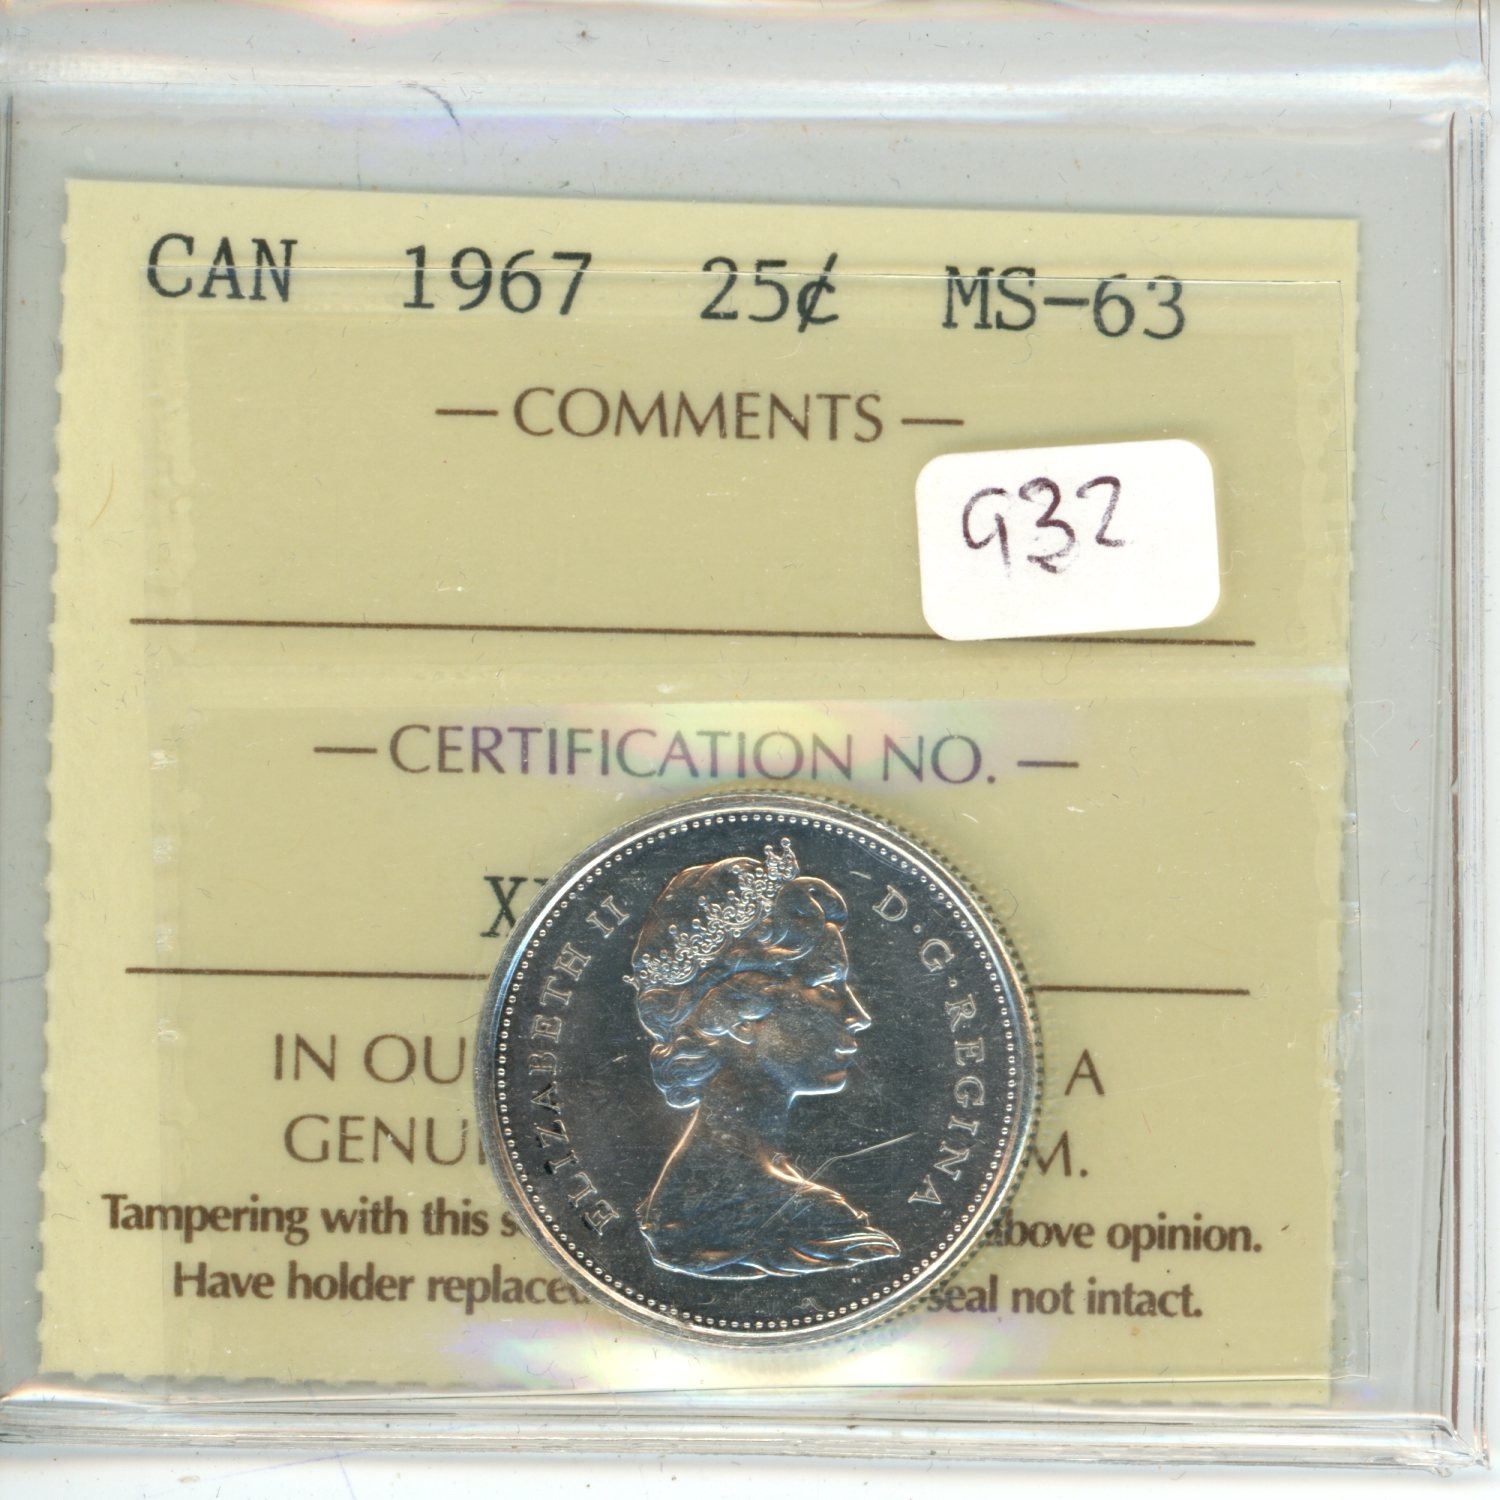 CAN 1967 25¢ MS-63
— COMMENTS —
932
— CERTIFICATION NO. —
ELIZABETH II D·G·REGINA
IN OU A
GENU M.
Tampering with this s above opinion.
Have holder replaced seal not intact.